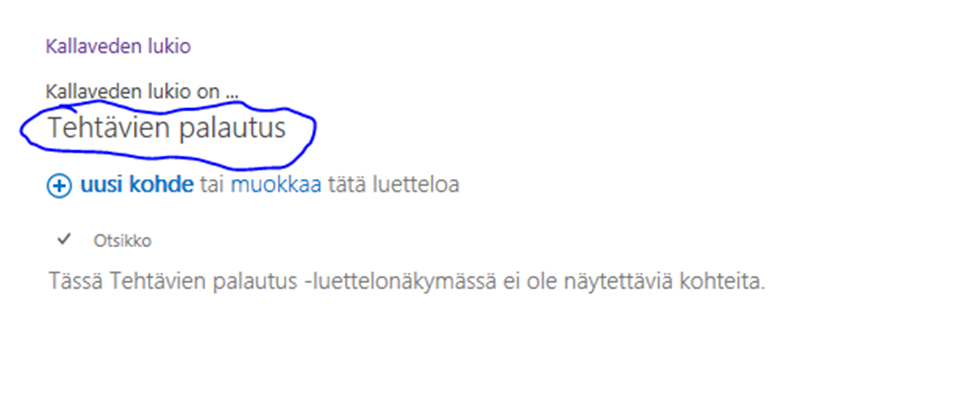 Kallaveden lukio
Kallaveden lukio on ...
Tehtävien palautus
uusi kohde tai muokkaa tätä luetteloa
Otsikko
Tässä Tehtävien palautus -luettelonäkymässä ei ole näytettäviä kohteita.